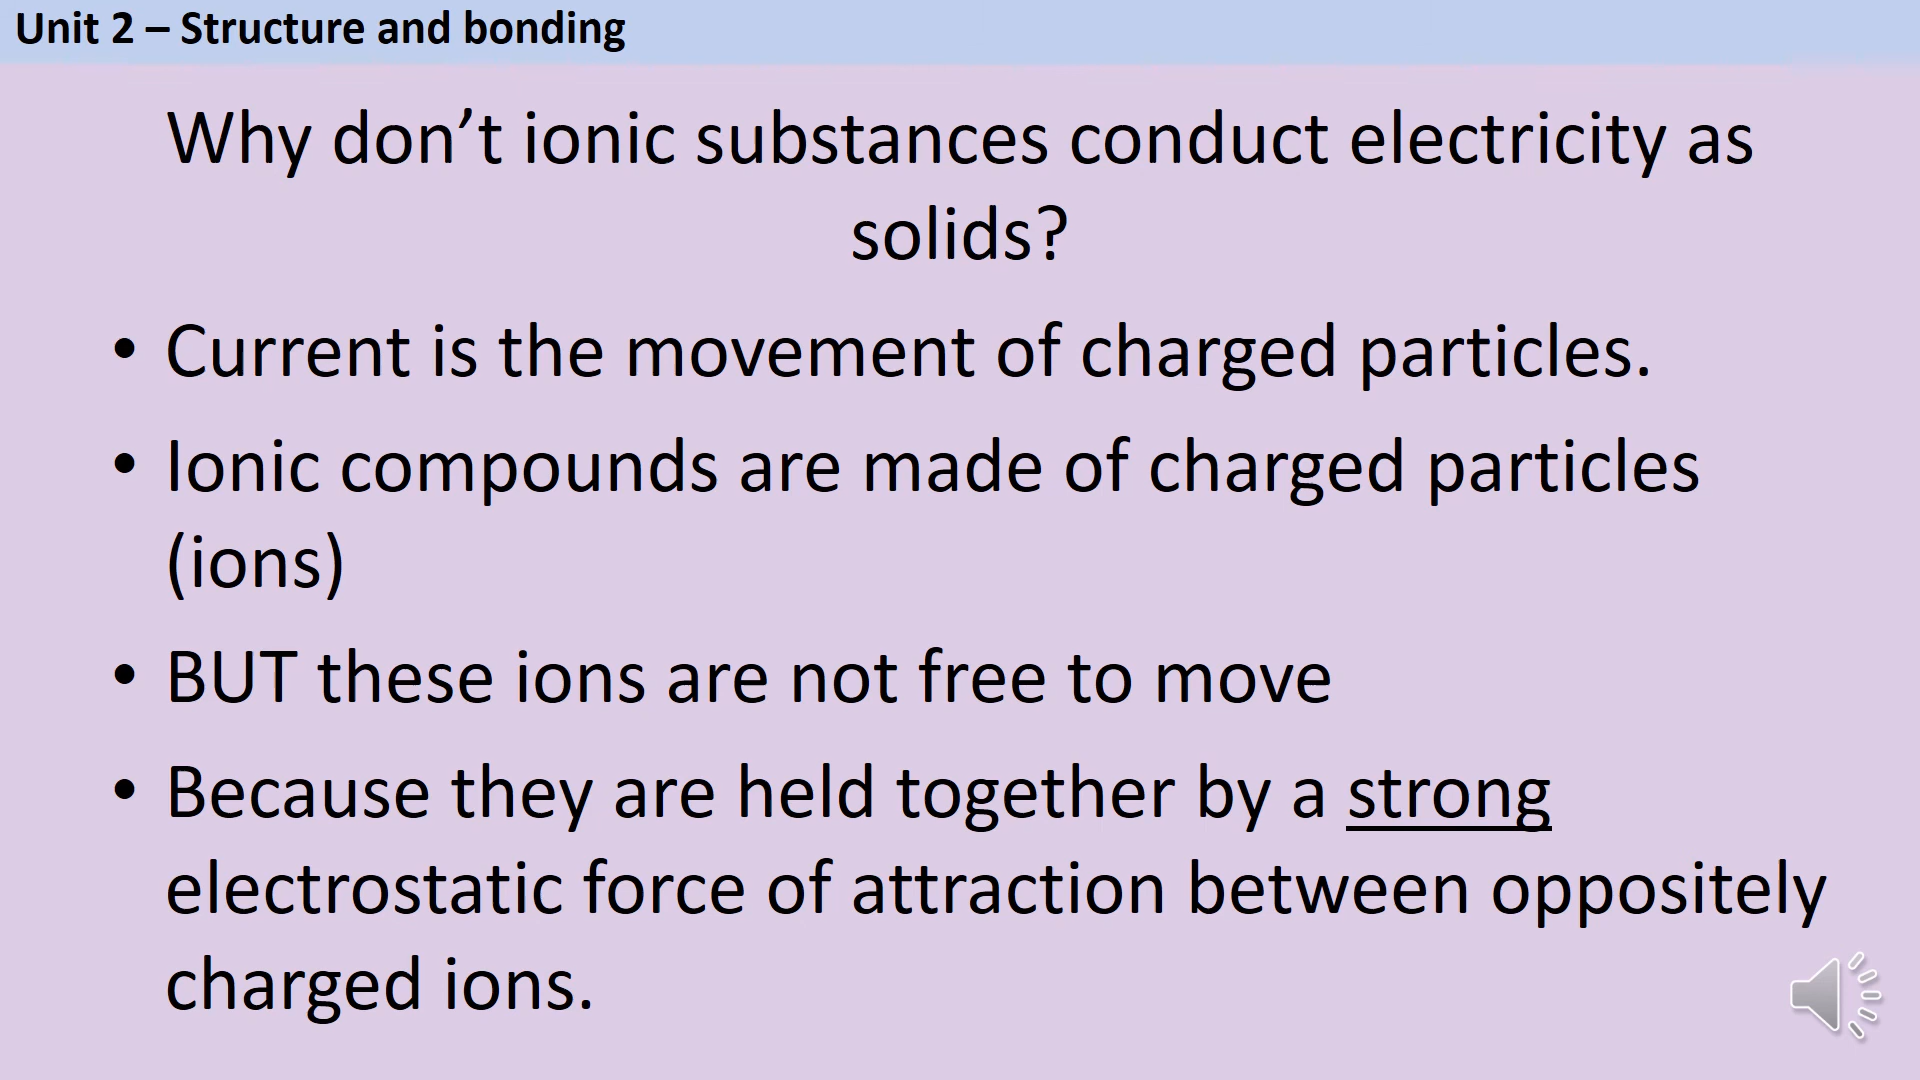 Unit 2 – Structure and bonding
Why don’t ionic substances conduct electricity as
solids?
• Current is the movement of charged particles.
• Ionic compounds are made of charged particles
(ions)
• BUT these ions are not free to move
• Because they are held together by a strong
electrostatic force of attraction between oppositely
charged ions.